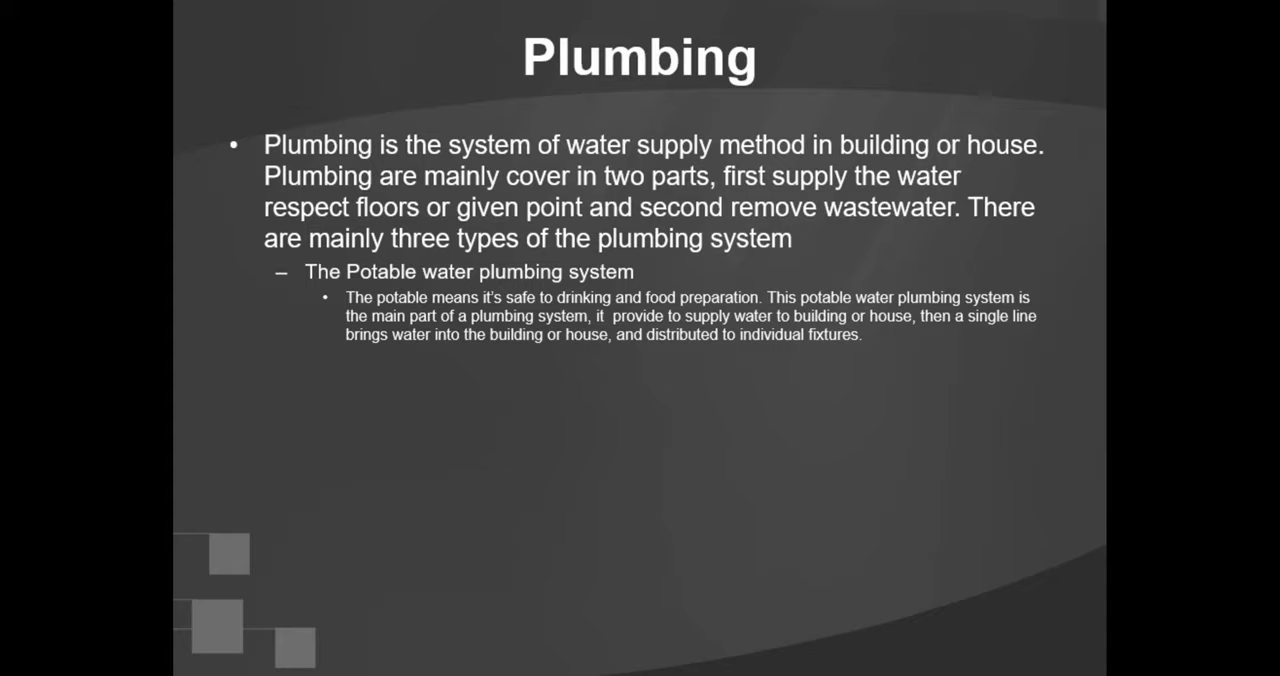 Plumbing
• Plumbing is the system of water supply method in building or house.
Plumbing are mainly cover in two parts, first supply the water
respect floors or given point and second remove wastewater. There
are mainly three types of the plumbing system
– The Potable water plumbing system
• The potable means it's safe to drinking and food preparation. This potable water plumbing system is
the main part of a plumbing system, it provide to supply water to building or house, then a single line
brings water into the building or house, and distributed to individual fixtures.